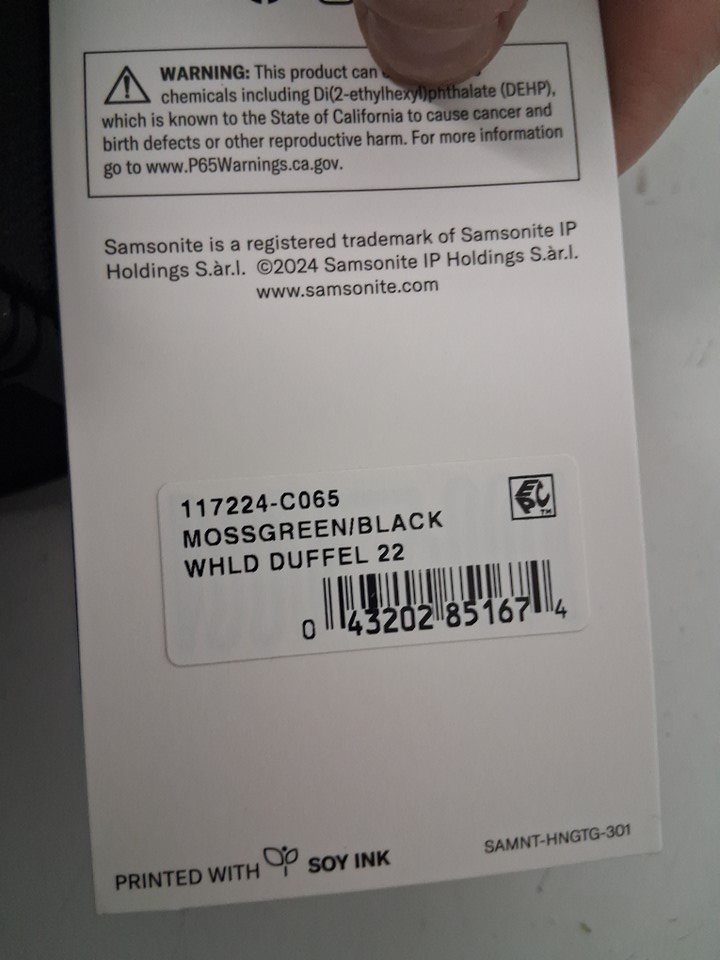 WARNING: This product can
chemicals including Di(2-ethylhexyl)phthalate (DEHP),
which is known to the State of California to cause cancer and
birth defects or other reproductive harm. For more information
go to www.P65Warnings.ca.gov.
Samsonite is a registered trademark of Samsonite IP
Holdings S.àr.l. ©2024 Samsonite IP Holdings S.àr.l.
www.samsonite.com
117224-C065
MOSSGREEN/BLACK
WHLD DUFFEL 22
EPC™
0 43202 85167 4
PRINTED WITH SOY INK
SAMNT-HNGTG-301